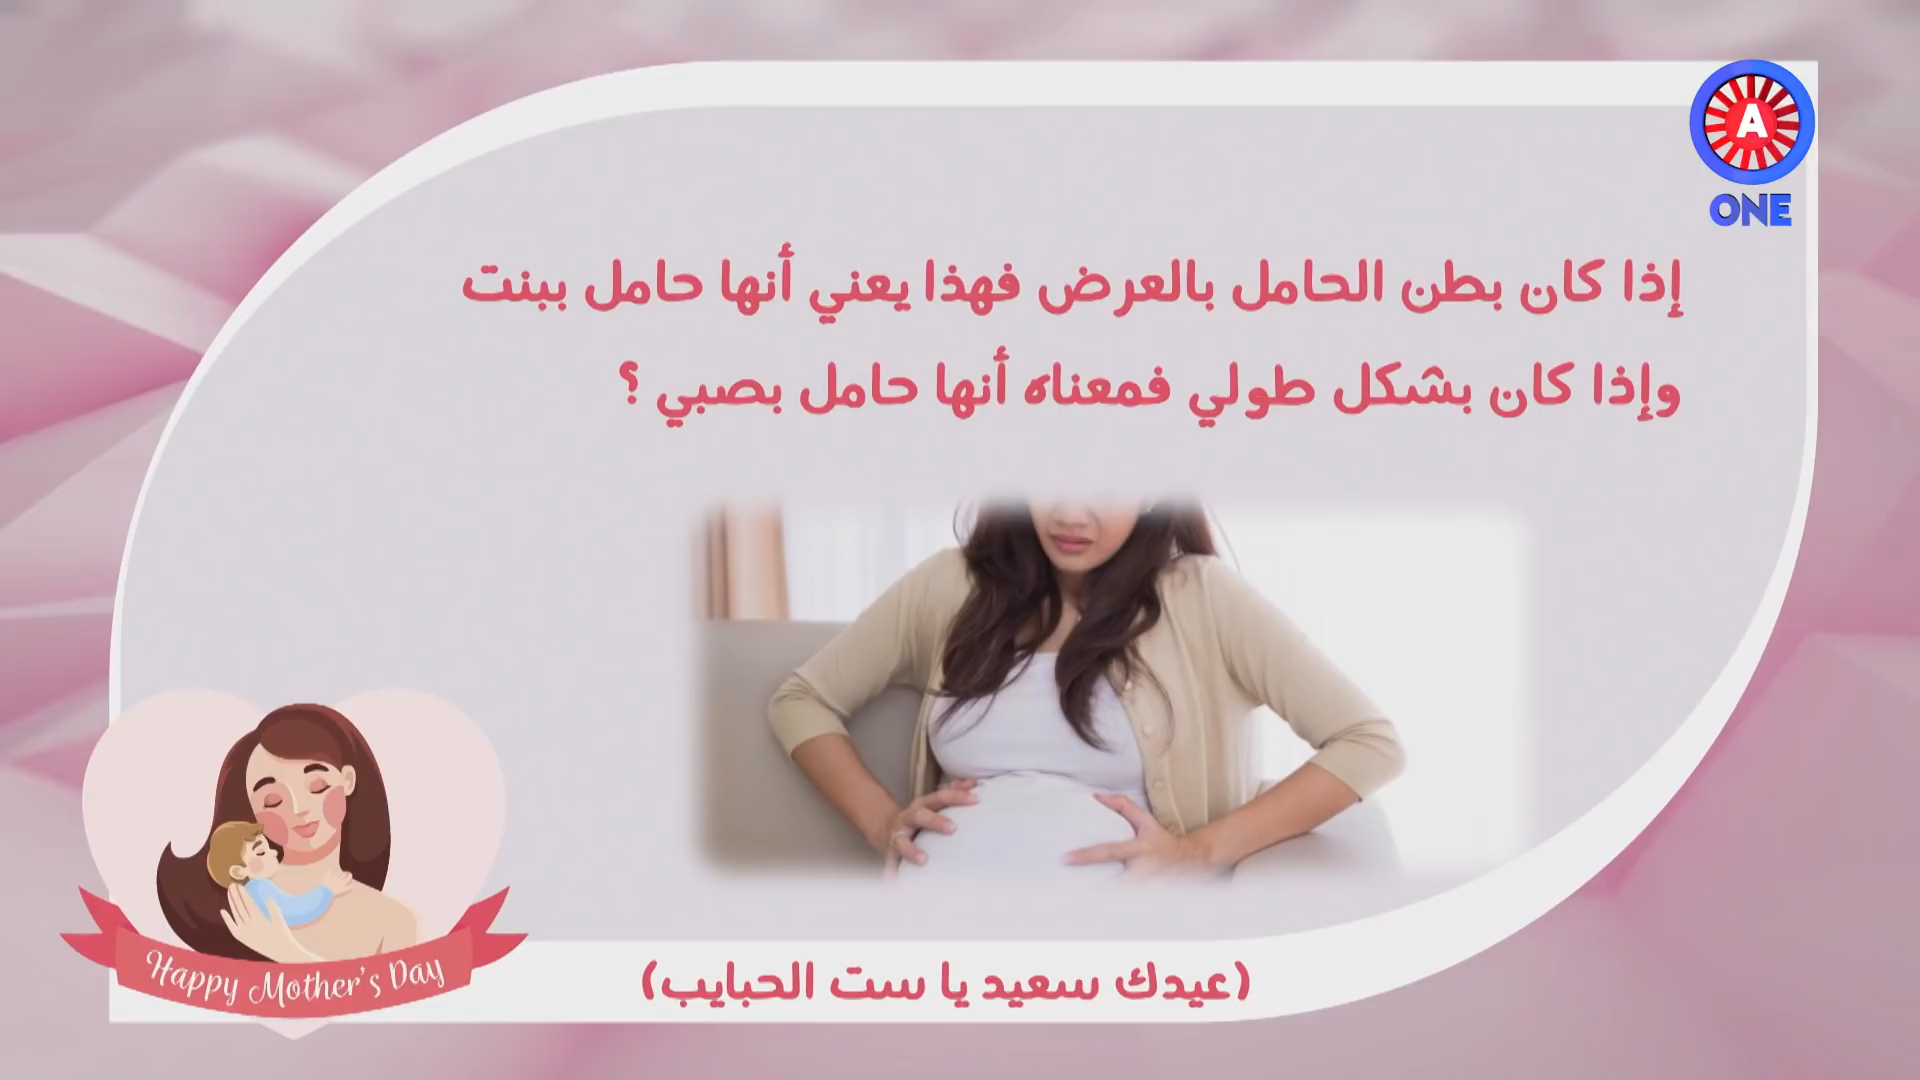 A
ONE
إذا كان بطن الحامل بالعرض فهذا يعني أنها حامل ببنت
وإذا كان بشكل طولي فمعناه أنها حامل بصبي ؟
Happy Mother's Day
(عيدك سعيد يا ست الحبايب)